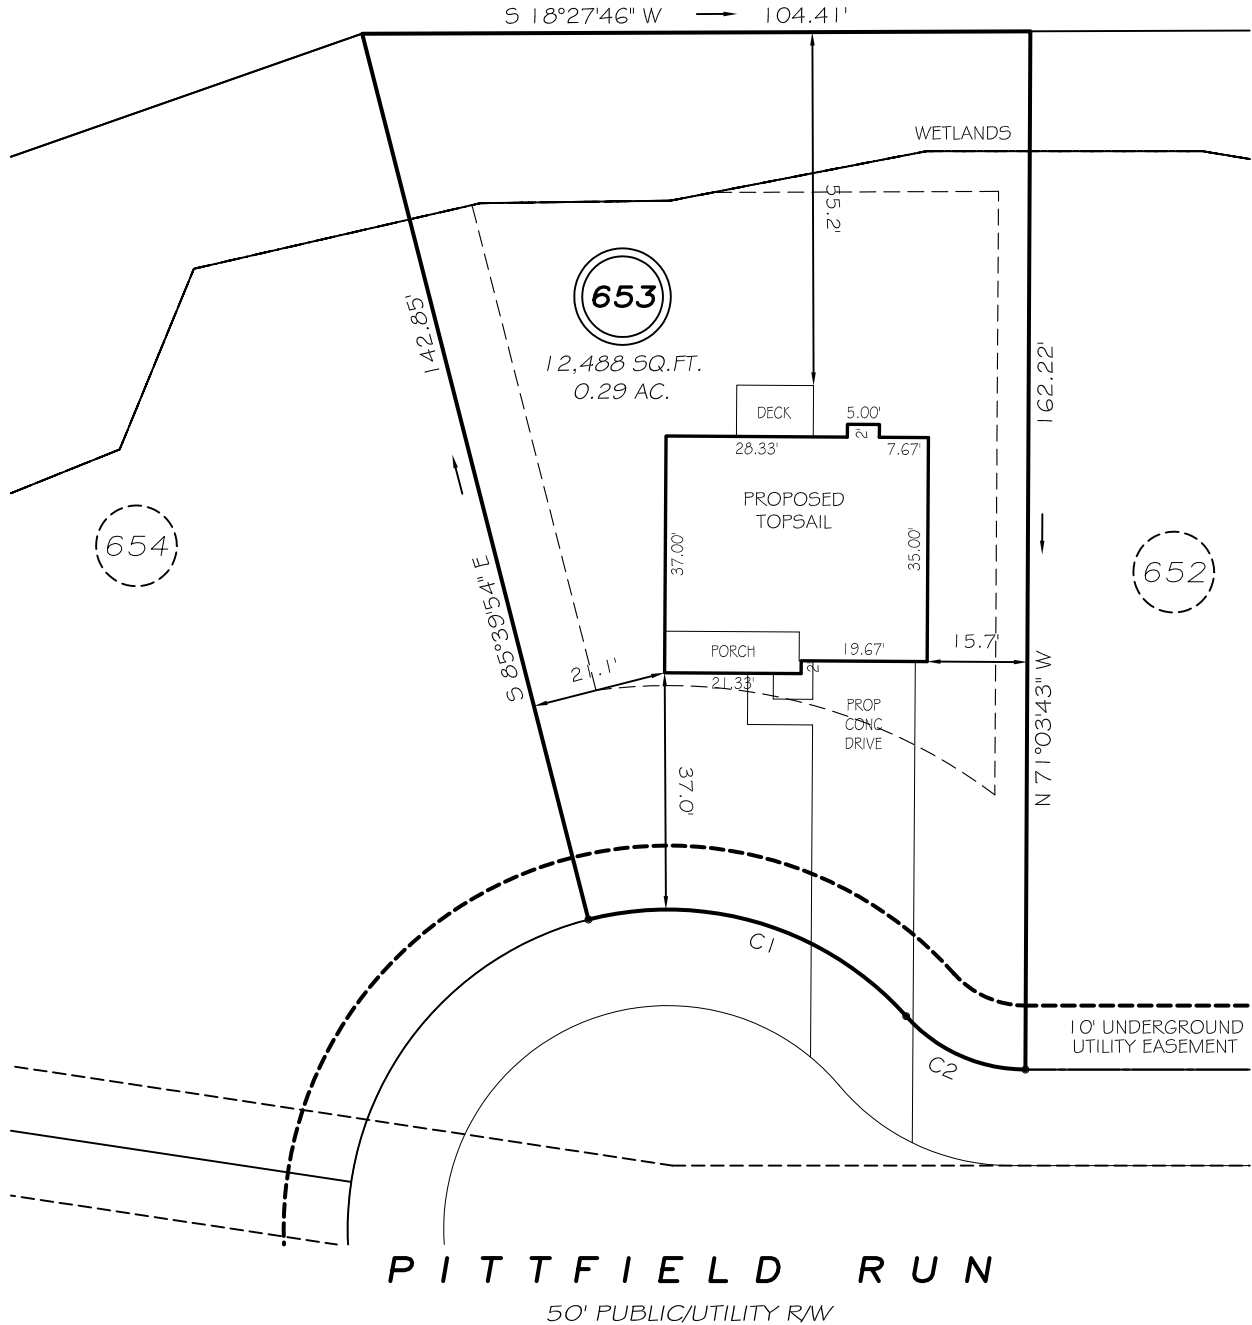 S 18°27'46" W
104.41'
WETLANDS
55.2'
653
12,488 SQ.FT.
0.29 AC.
142.85'
162.22'
DECK
5.00'
2'
28.33'
7.67'
PROPOSED
TOPSAIL
654
37.00'
35.00'
652
S 85°39'54" E
PORCH
19.67'
15.7'
21.1'
21.33'
2'
N 71°03'43" W
PROP
CONC
DRIVE
37.0'
C1
10' UNDERGROUND
UTILITY EASEMENT
C2
PITTFIELD RUN
50' PUBLIC/UTILITY R/W